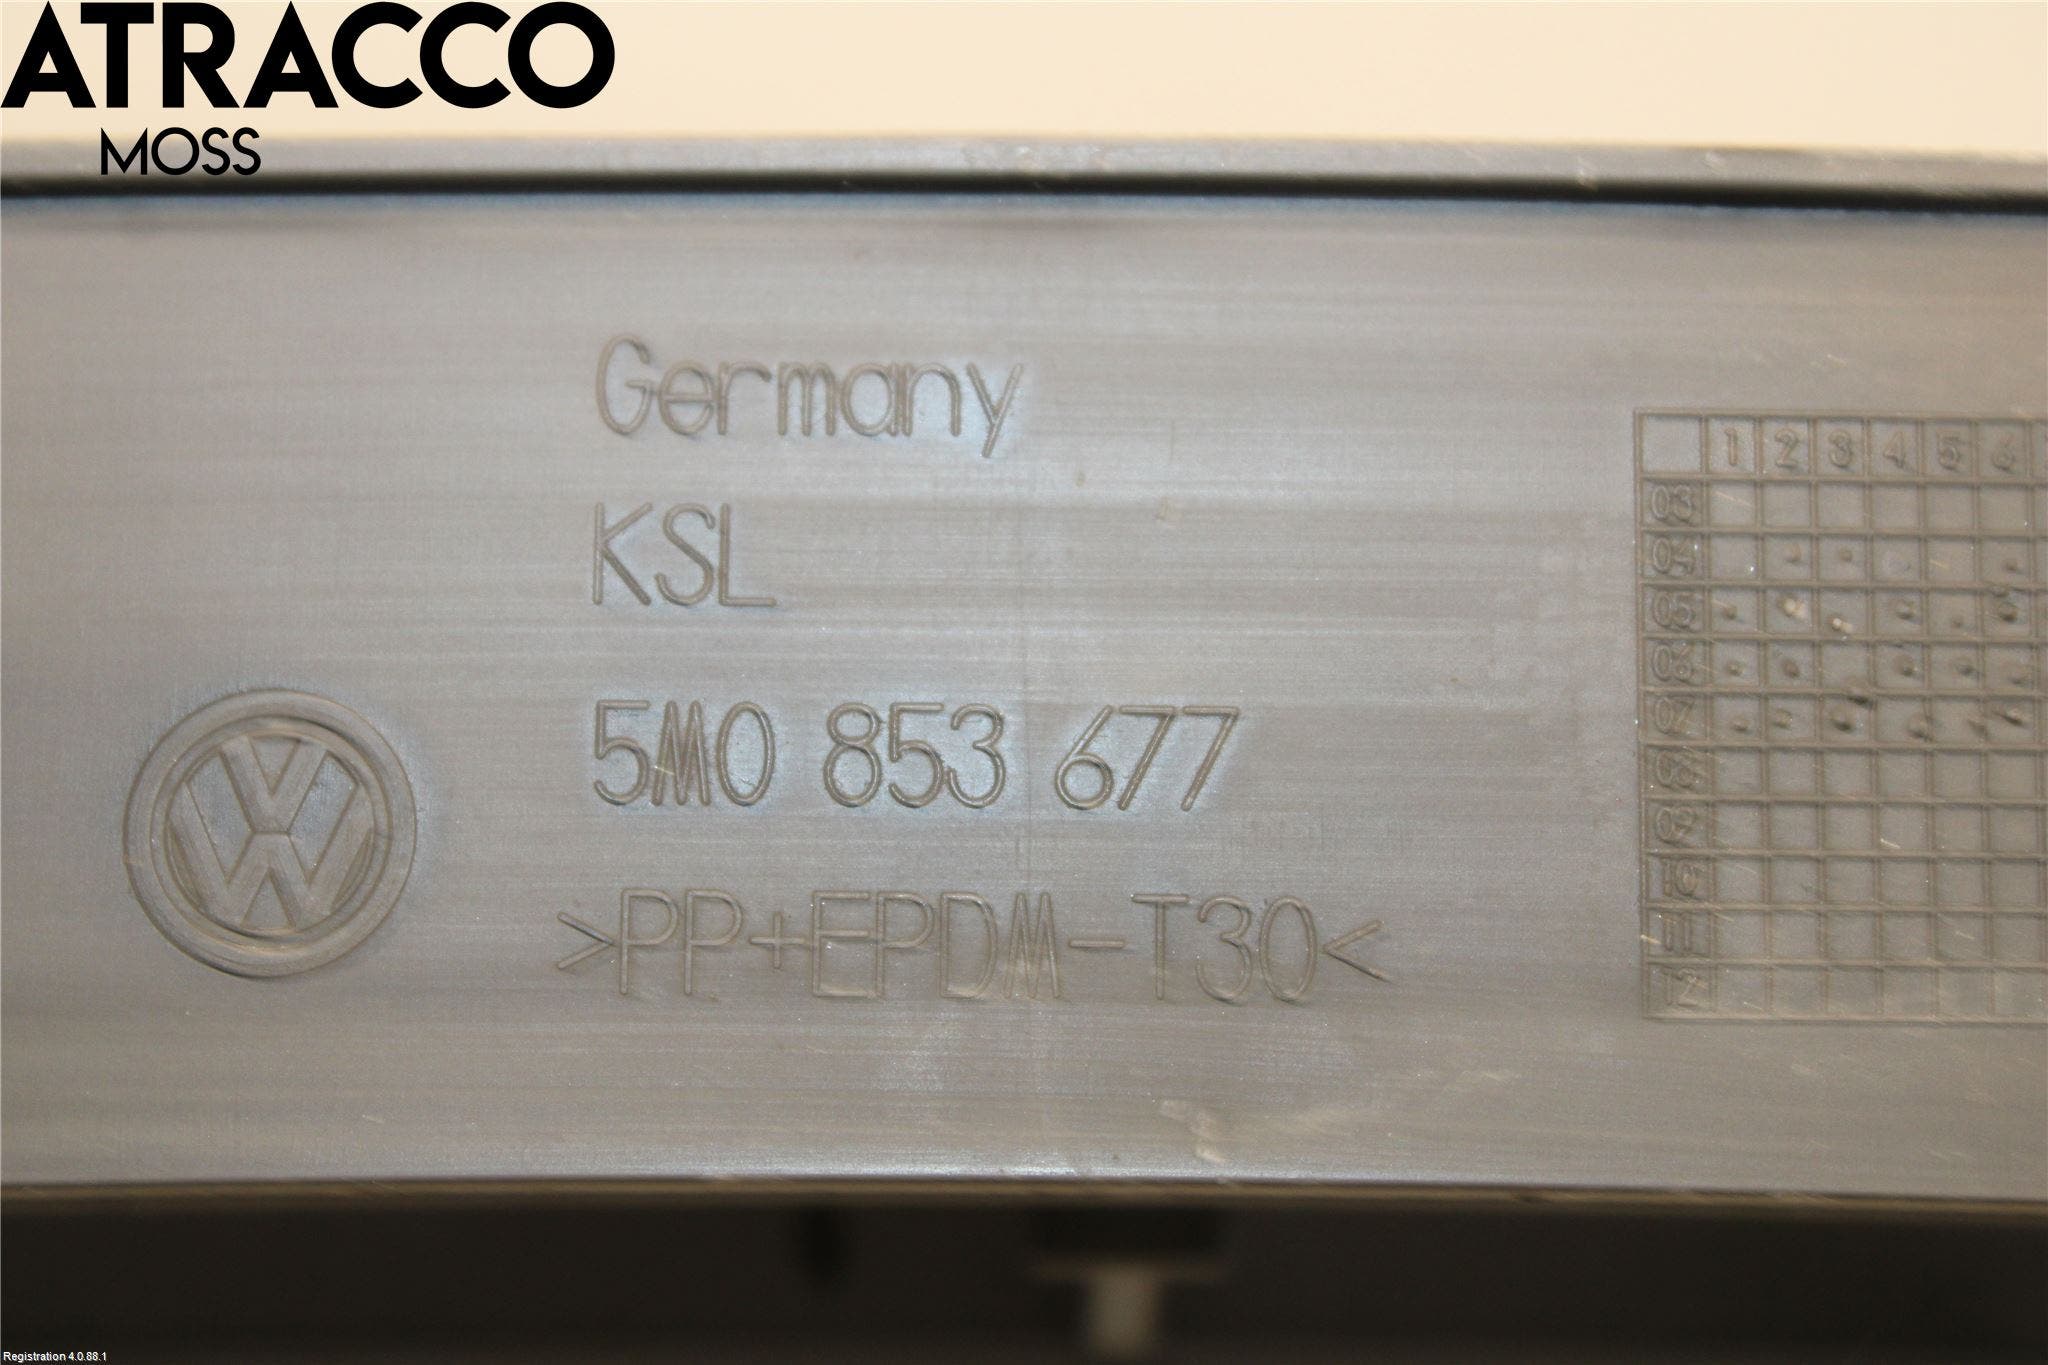 ATRACCO
MOSS
Germany
KSL
5M0 853 677
>PP+EPDM-T30<
1 2 3 4 5 6
03
04
05
06
07
08
09
10
11
12
Registration 4.0.88.1